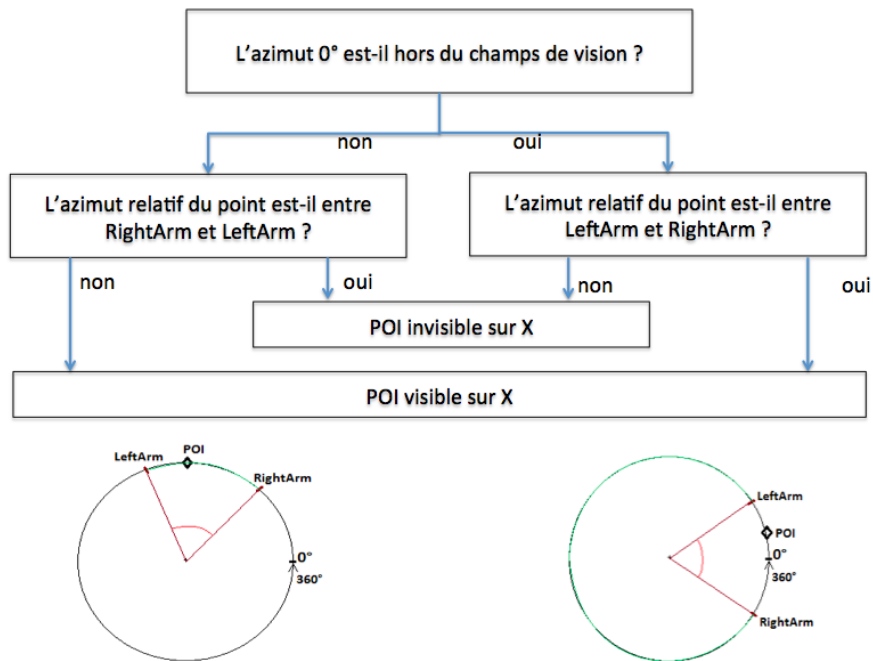 L'azimut 0° est-il hors du champs de vision ?
non
oui
L'azimut relatif du point est-il entre
RightArm et LeftArm ?
L'azimut relatif du point est-il entre
LeftArm et RightArm ?
non
oui
non
oui
POI invisible sur X
POI visible sur X
LeftArm
POI
RightArm
0°
360°
LeftArm
POI
0°
360°
RightArm